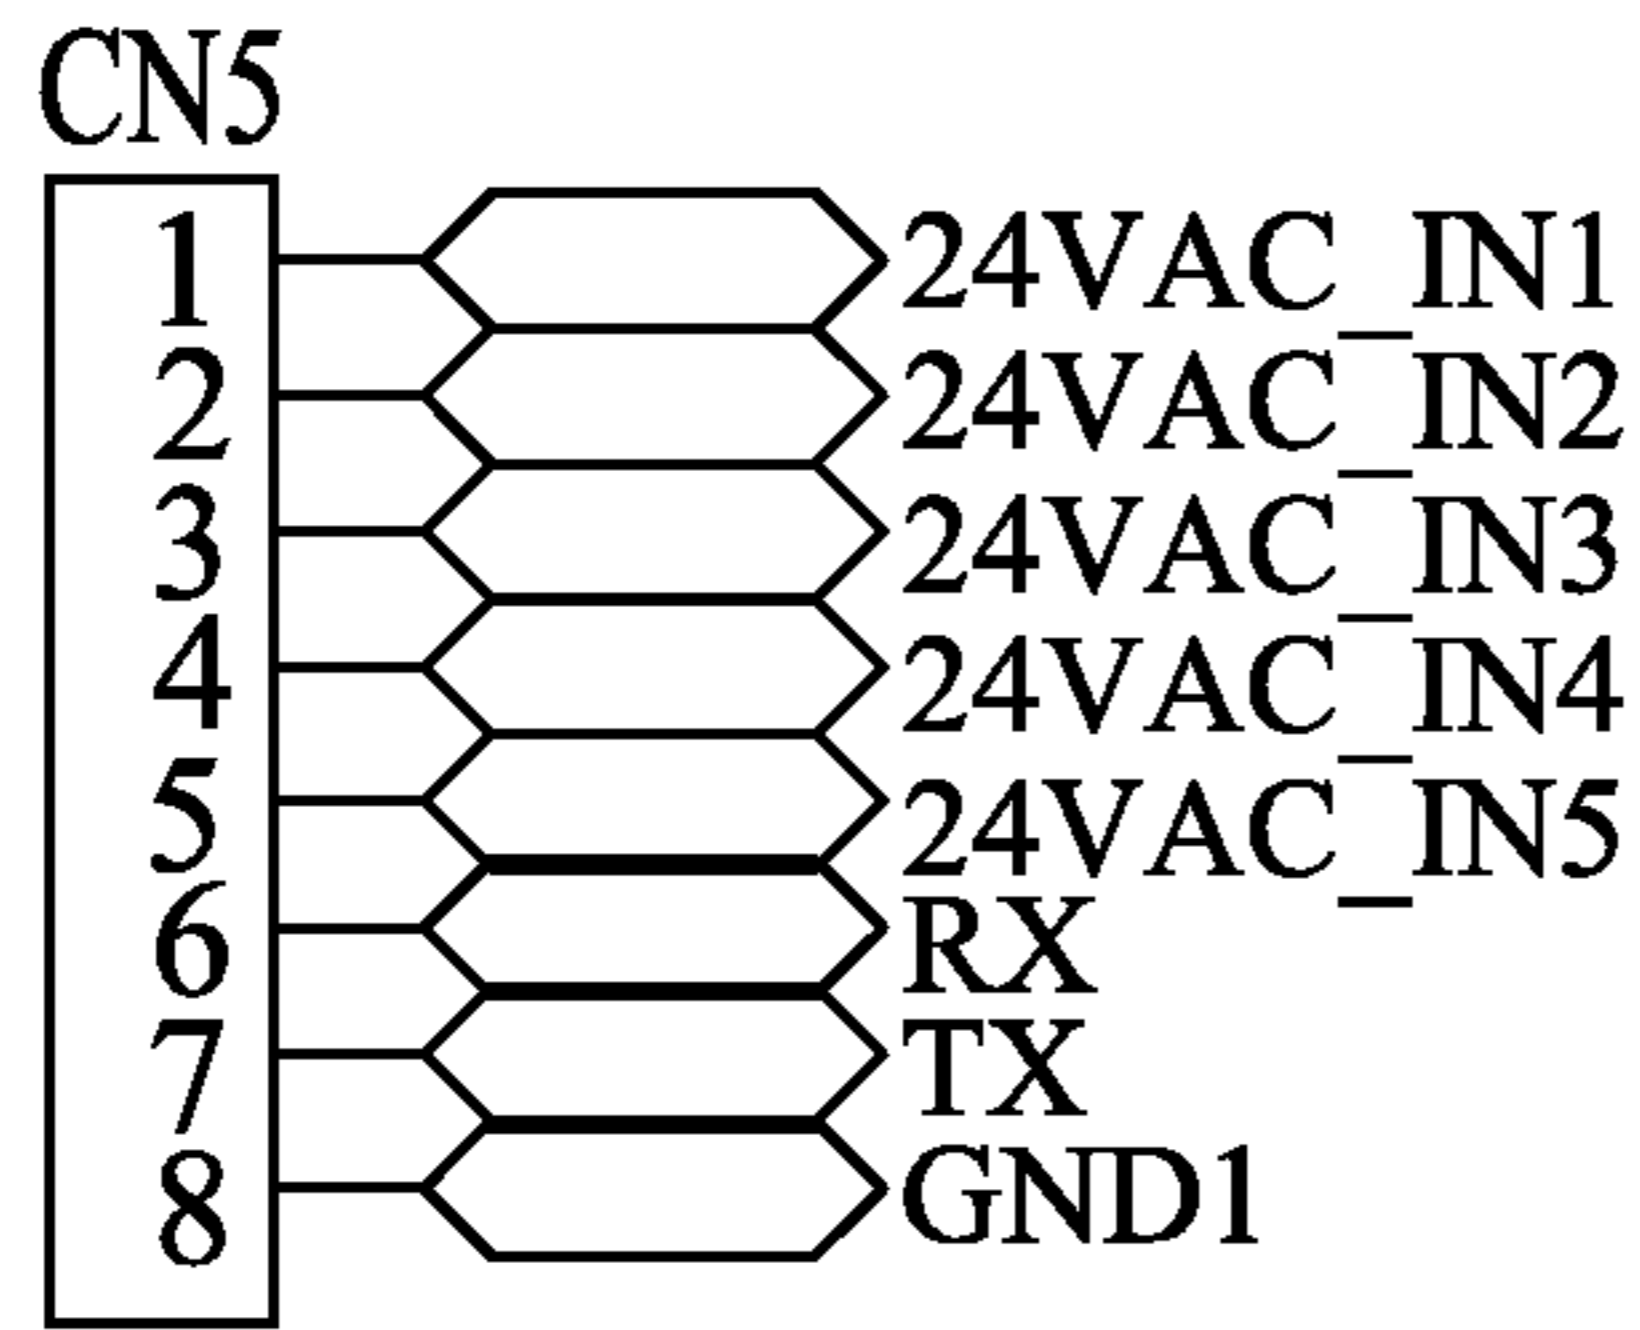 CN5
1 24VAC_IN1
2 24VAC_IN2
3 24VAC_IN3
4 24VAC_IN4
5 24VAC_IN5
6 RX
7 TX
8 GND1